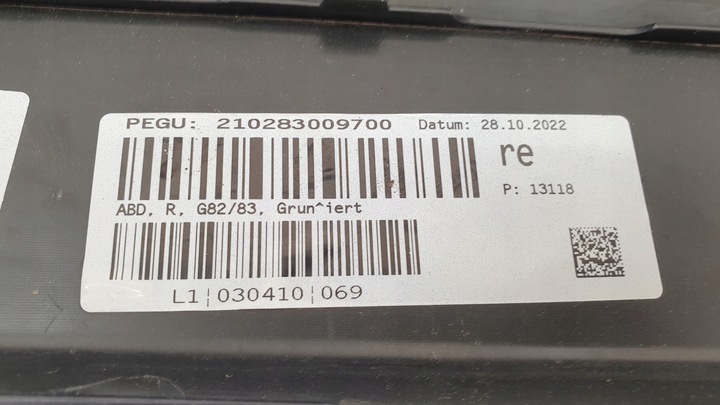 PEGU: 210283009700 Datum: 28.10.2022
re
P: 13118
ABD, R, G82/83, Grun^iert
L1|030410|069